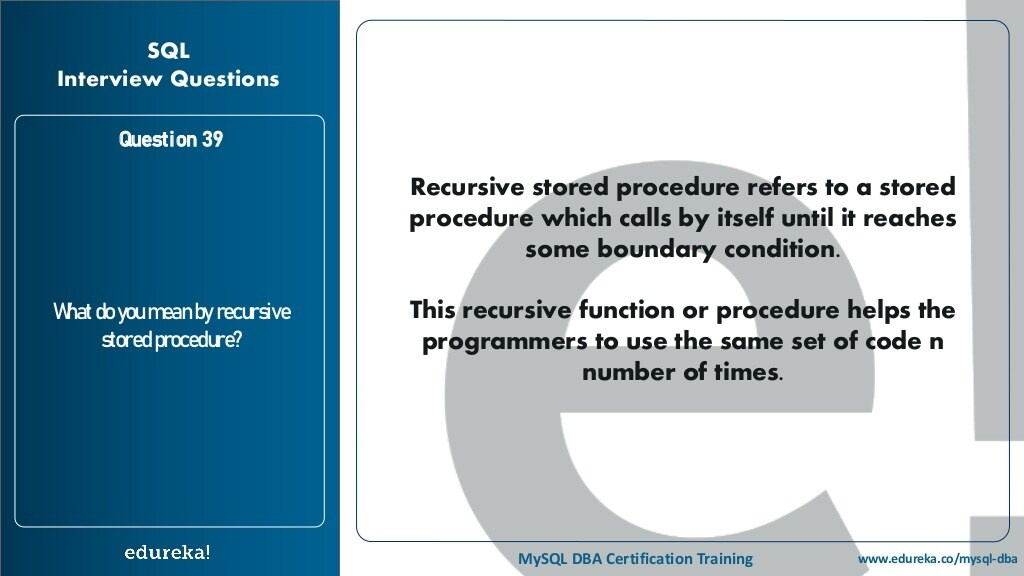 SQL
Interview Questions
Question 39
What do you mean by recursive
stored procedure?
edureka!
Recursive stored procedure refers to a stored
procedure which calls by itself until it reaches
some boundary condition.
This recursive function or procedure helps the
programmers to use the same set of code n
number of times.
MySQL DBA Certification Training
www.edureka.co/mysql-dba